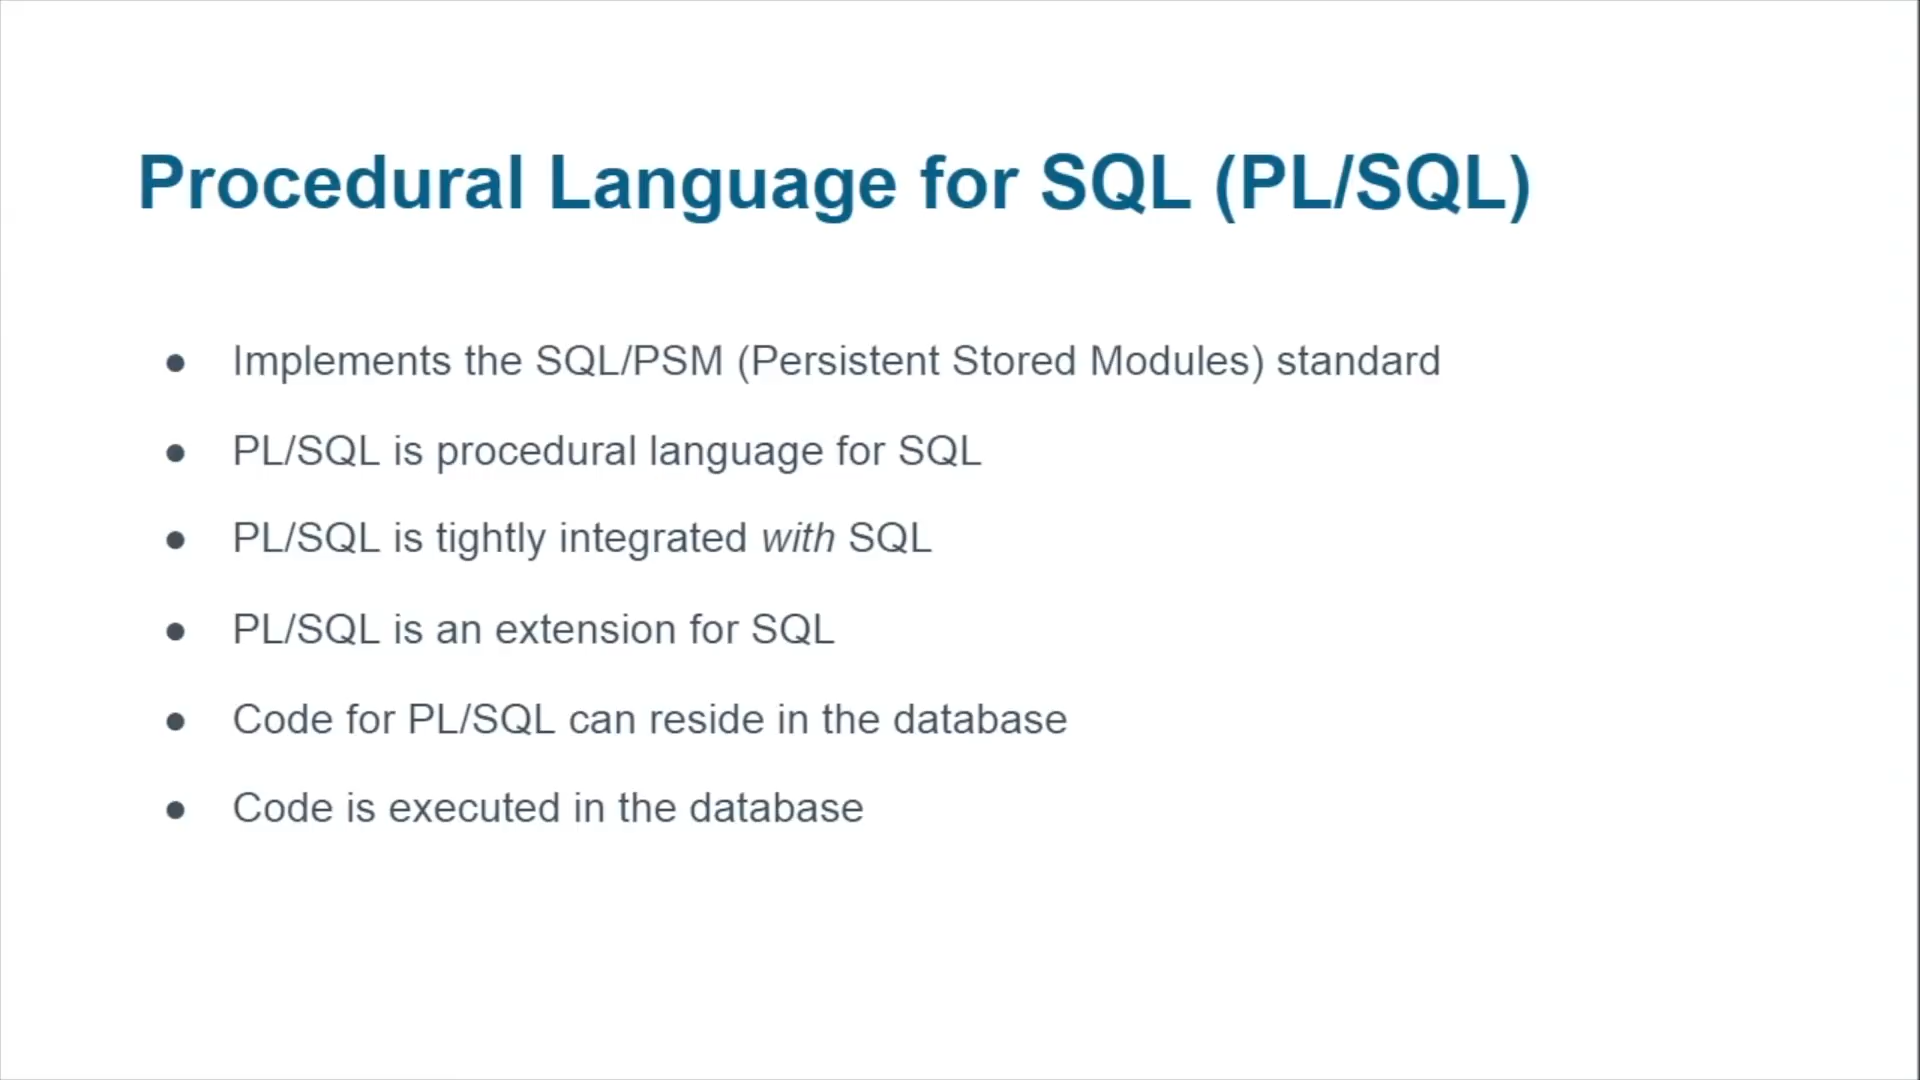 Procedural Language for SQL (PL/SQL)
● Implements the SQL/PSM (Persistent Stored Modules) standard
● PL/SQL is procedural language for SQL
● PL/SQL is tightly integrated with SQL
● PL/SQL is an extension for SQL
● Code for PL/SQL can reside in the database
● Code is executed in the database